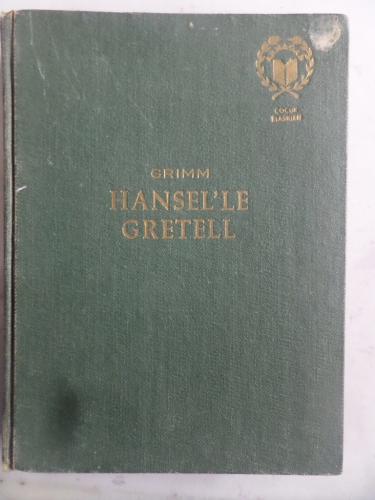 ÇOCUK
KLASİKLERİ
GRIMM
HANSEL'LE
GRETELL